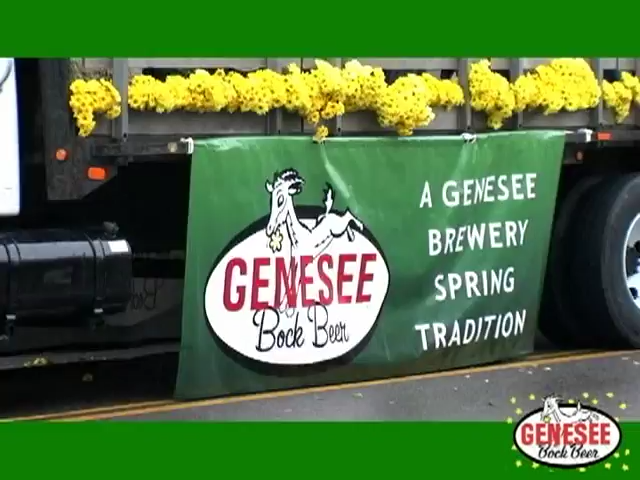 GENESEE
Bock Beer
A GENESEE
BREWERY
SPRING
TRADITION
GENESEE
Bock Beer